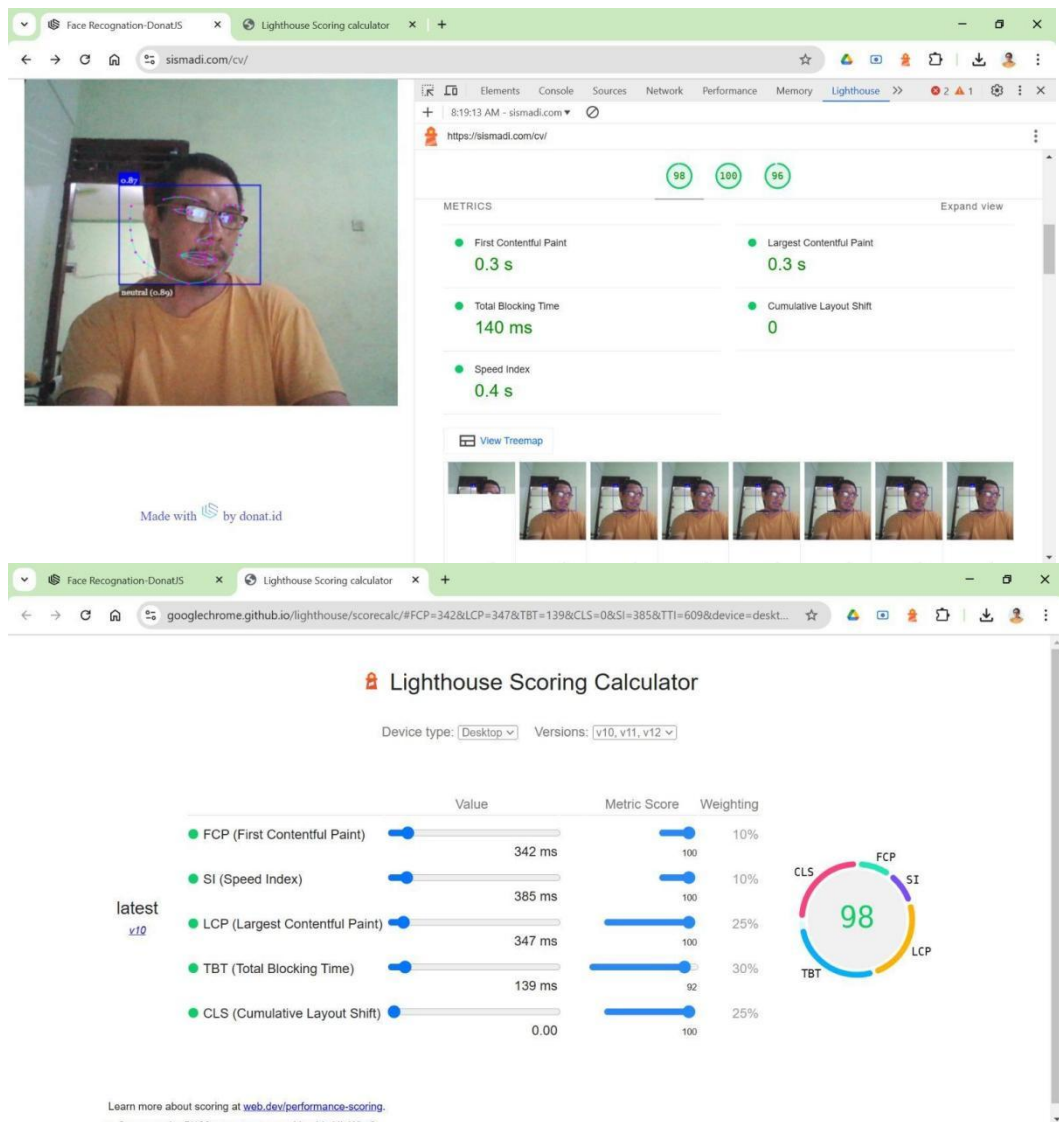 Face Recognation-DonatJS
Lighthouse Scoring calculator
sismadi.com/cv/
Elements Console Sources Network Performance Memory Lighthouse 2 1
8:19:13 AM - sismadi.com
https://sismadi.com/cv/
98 100 96
METRICS Expand view
First Contentful Paint
0.3 s
Largest Contentful Paint
0.3 s
Total Blocking Time
140 ms
Cumulative Layout Shift
0
Speed Index
0.4 s
View Treemap
0.87
neutral (0.89)
Made with by donat.id
Face Recognation-DonatJS
Lighthouse Scoring calculator
googlechrome.github.io/lighthouse/scorecalc/#FCP=342&LCP=347&TBT=139&CLS=0&SI=385&TTI=609&device=deskt...
Lighthouse Scoring Calculator
Device type: Desktop Versions: v10, v11, v12
Value Metric Score Weighting
FCP (First Contentful Paint) 10%
342 ms 100
SI (Speed Index) 10%
385 ms 100
latest
v10
LCP (Largest Contentful Paint) 25%
347 ms 100
TBT (Total Blocking Time) 30%
139 ms 92
CLS (Cumulative Layout Shift) 25%
0.00 100
CLS
FCP
SI
98
LCP
TBT
Learn more about scoring at web.dev/performance-scoring.